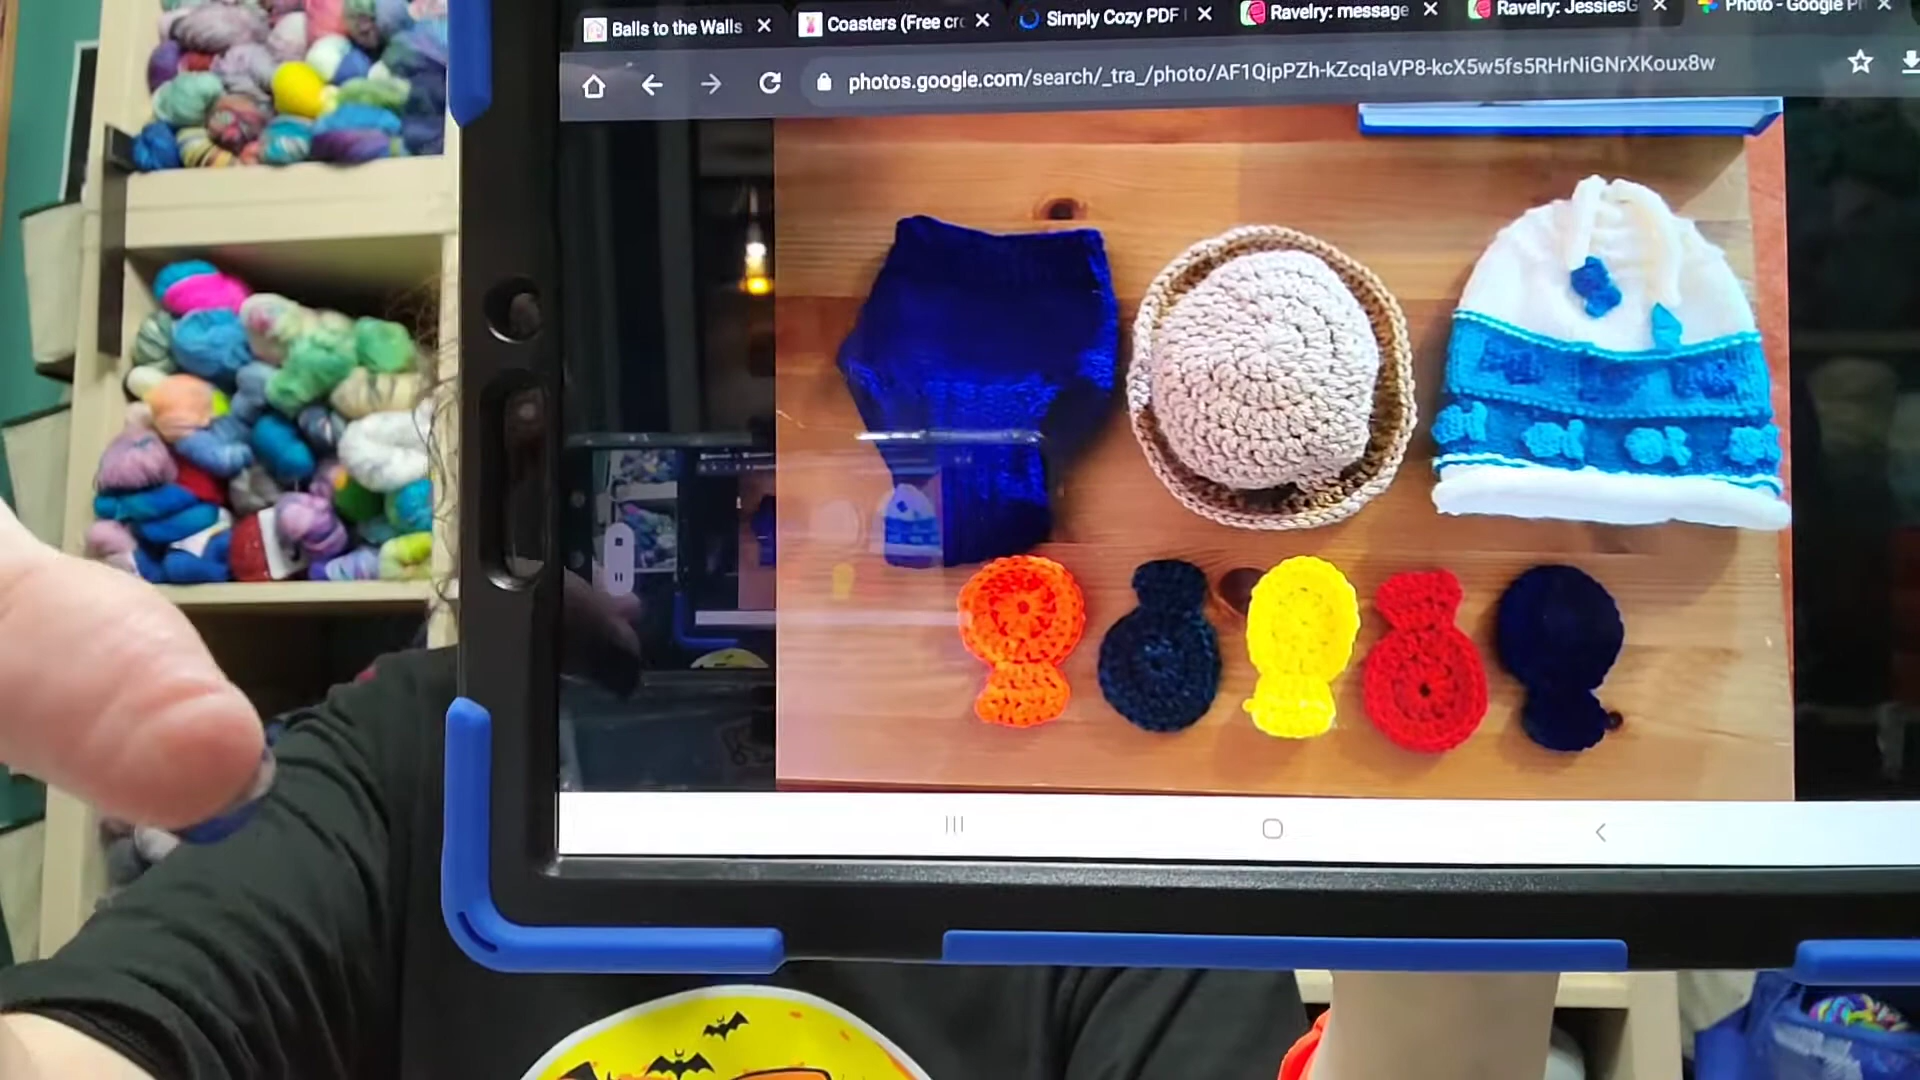 Balls to the Walls
Coasters (Free cr
Simply Cozy PDF
Ravelry: message
Ravelry: JessiesG
Photo - Google P
photos.google.com/search/_tra_/photo/AF1QipPZh-kZcqIaVP8-kcX5w5fs5RHrNiGNrXKoux8w